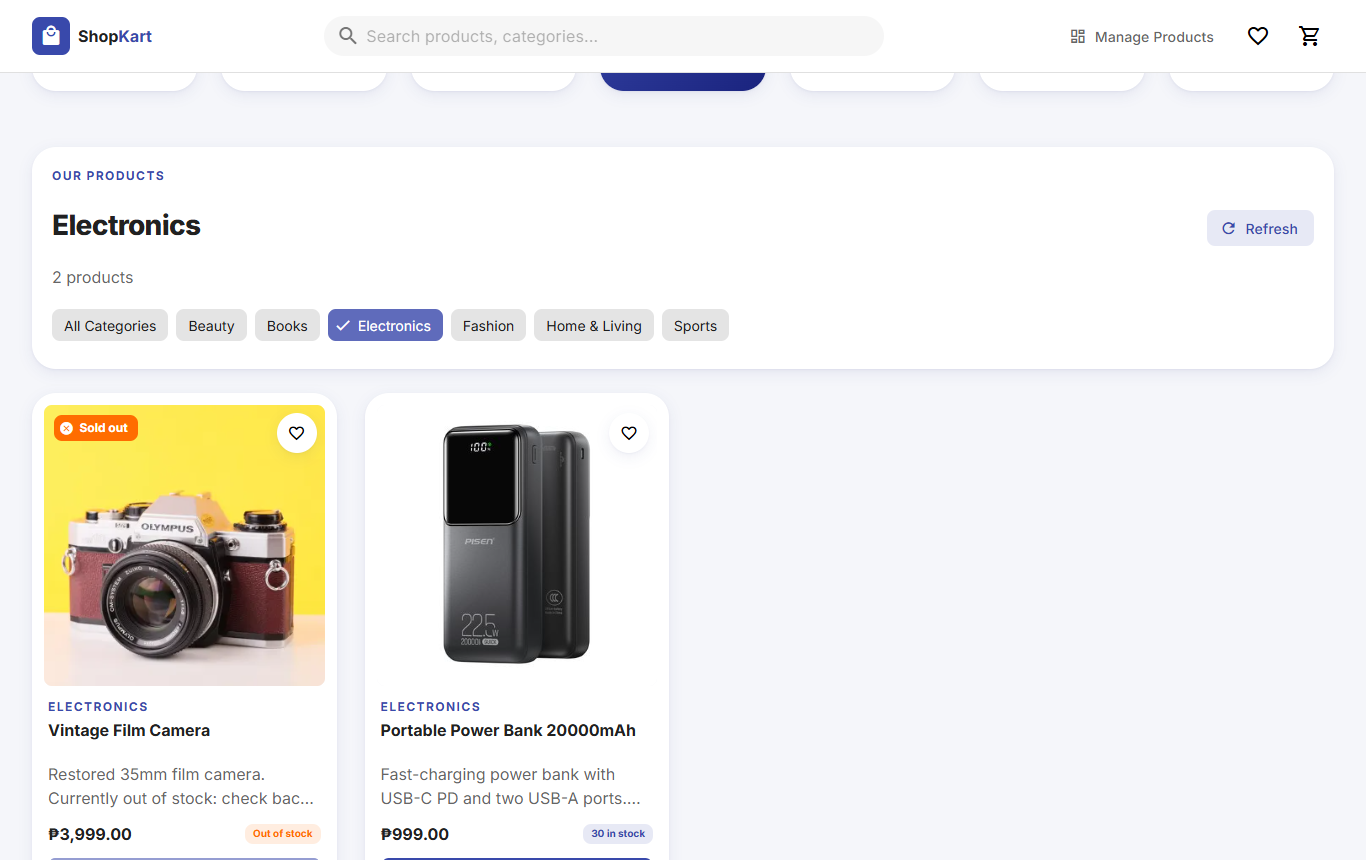 ShopKart
Search products, categories...
Manage Products
OUR PRODUCTS
Electronics
Refresh
2 products
All Categories
Beauty
Books
Electronics
Fashion
Home & Living
Sports
Sold out
OLYMPUS
100%
PISEN
22.5W
20000
ELECTRONICS
Vintage Film Camera
Restored 35mm film camera.
Currently out of stock: check bac...
₱3,999.00
Out of stock
ELECTRONICS
Portable Power Bank 20000mAh
Fast-charging power bank with
USB-C PD and two USB-A ports....
₱999.00
30 in stock